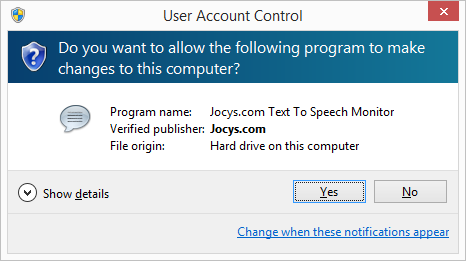 User Account Control
Do you want to allow the following program to make
changes to this computer?
Program name: Jocys.com Text To Speech Monitor
Verified publisher: Jocys.com
File origin: Hard drive on this computer
Show details
Yes
No
Change when these notifications appear